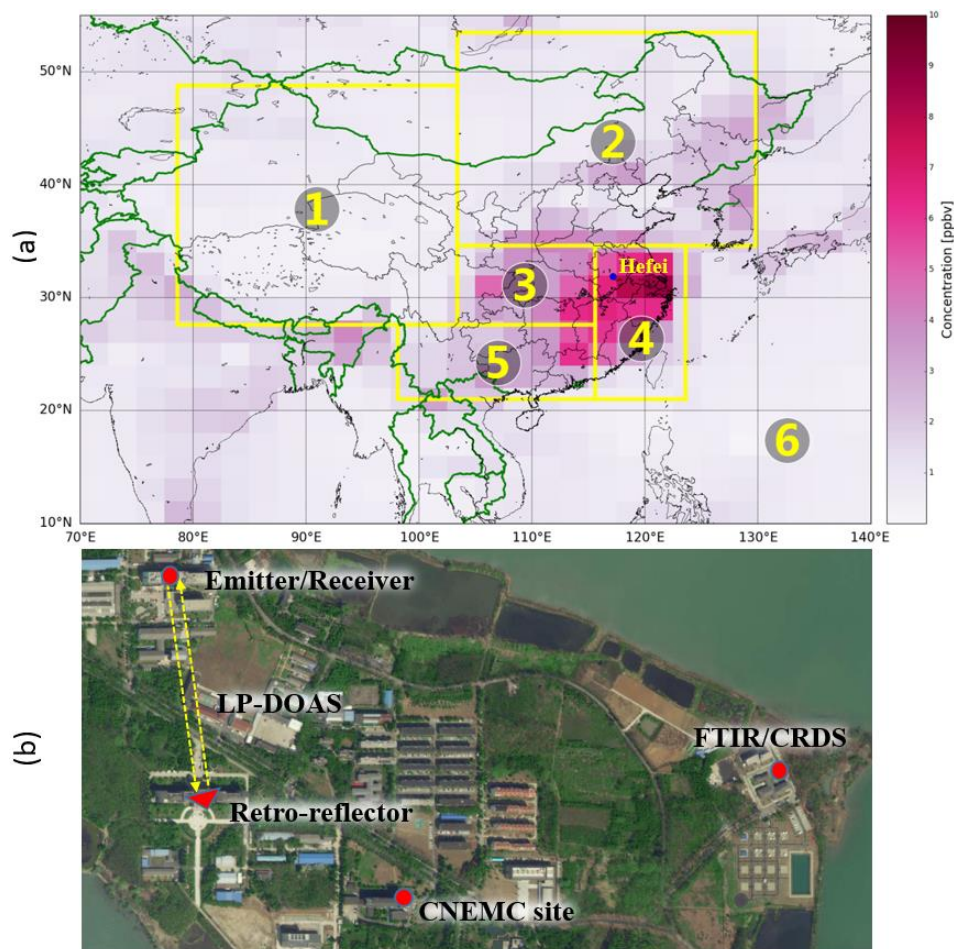 (a)
50°N
40°N
30°N
20°N
10°N
70°E 80°E 90°E 100°E 110°E 120°E 130°E 140°E
1
2
3
Hefei
4
5
6
10
9
8
7
6
5
4
3
2
1
Concentration [ppbv]
(b)
Emitter/Receiver
LP-DOAS
FTIR/CRDS
Retro-reflector
CNEMC site